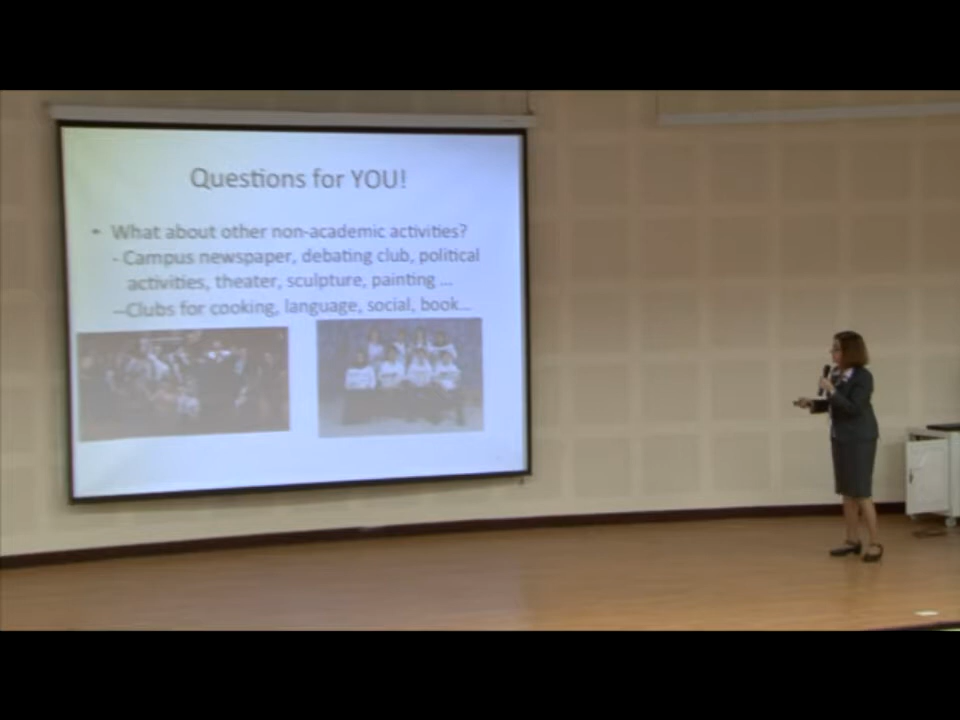 Questions for YOU!
• What about other non-academic activities?
- Campus newspaper, debating club, political
activities, theater, sculpture, painting ...
--Clubs for cooking, language, social, book...